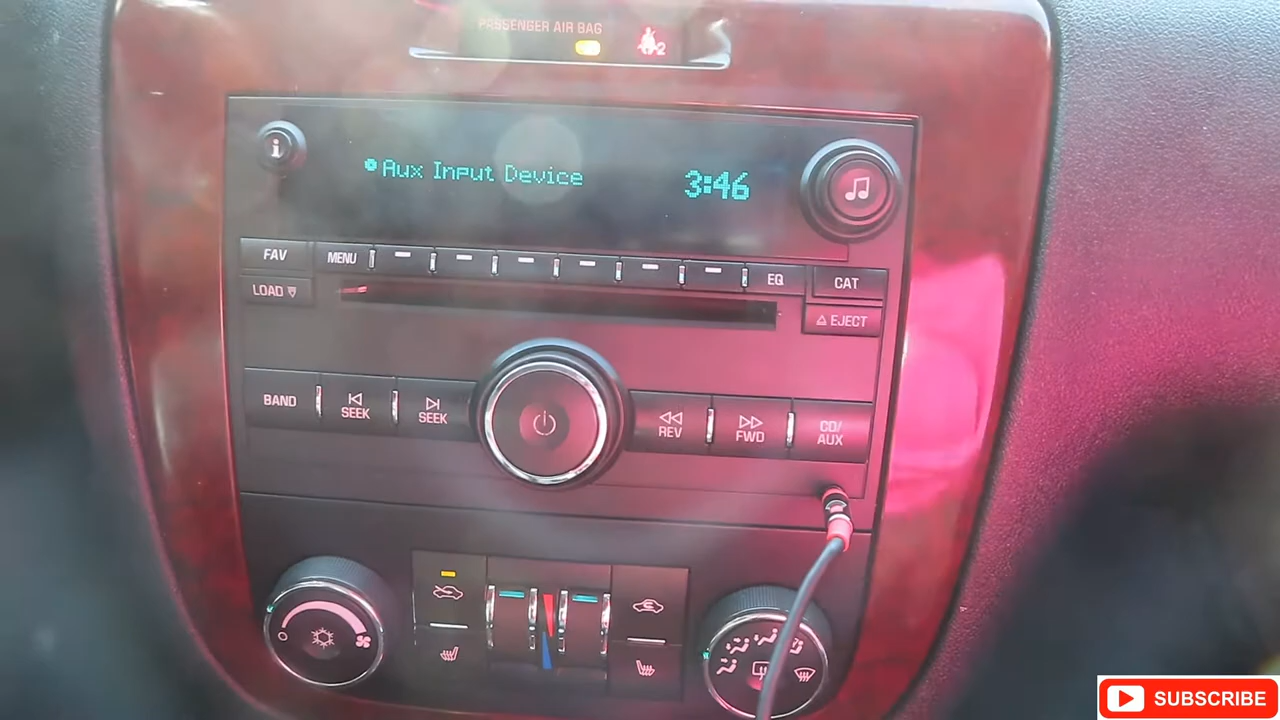 PASSENGER AIR BAG
2
i
Aux Input Device
3:46
FAV
MENU
EQ
CAT
LOAD
EJECT
BAND
SEEK
SEEK
REV
FWD
CD/
AUX
SUBSCRIBE